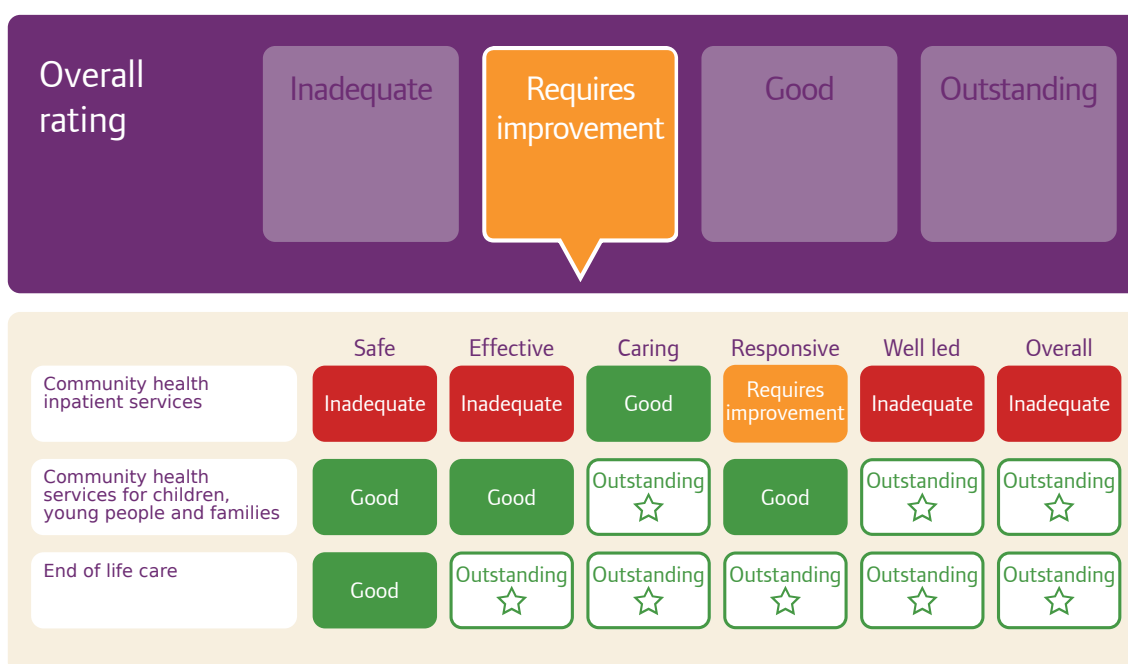 Overall
rating
Inadequate
Requires
improvement
Good
Outstanding
Safe Effective Caring Responsive Well led Overall
Community health
inpatient services
Inadequate Inadequate Good Requires
improvement Inadequate Inadequate
Community health
services for children,
young people and families
Good Good Outstanding Good Outstanding Outstanding
End of life care
Good Outstanding Outstanding Outstanding Outstanding Outstanding